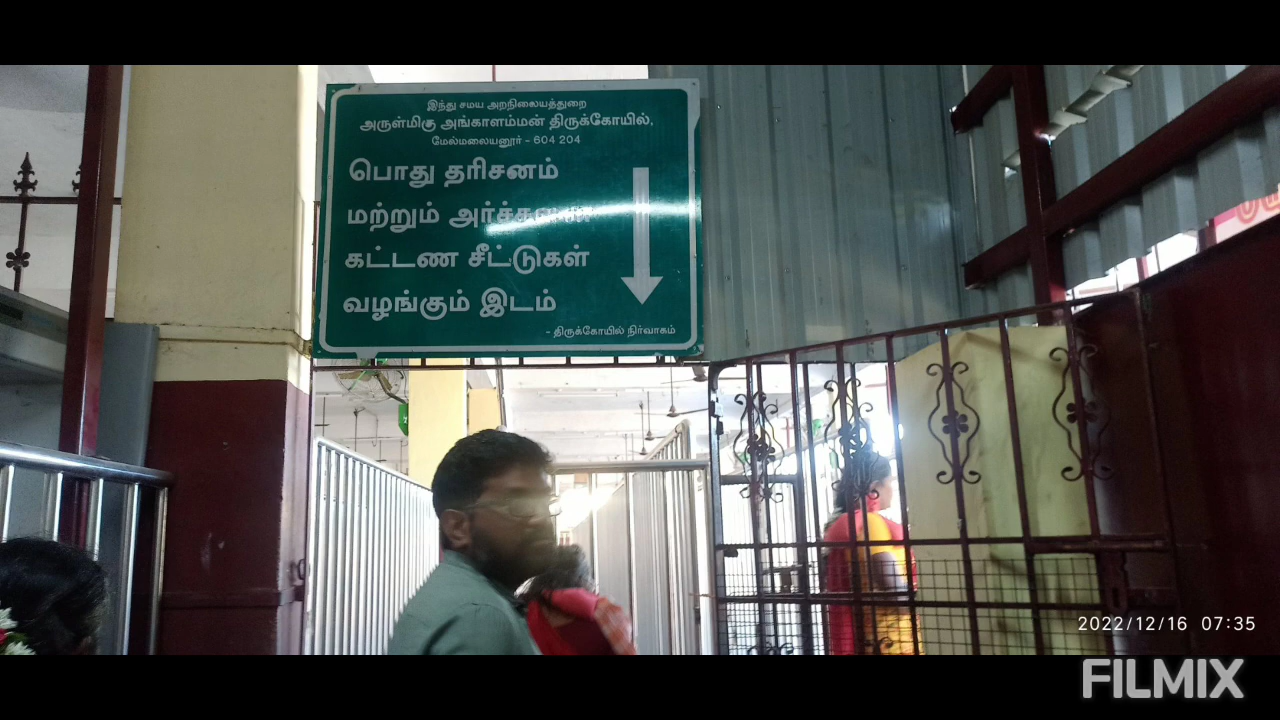 இந்து சமய அறநிலையத்துறை
அருள்மிகு அங்காளம்மன் திருக்கோயில்,
மேல்மலையனூர் - 604 204
பொது தரிசனம்
மற்றும்
கட்டண சீட்டுகள்
வழங்கும் இடம்
- திருக்கோயில் நிர்வாகம்
2022/12/16 07:35
FILMIX